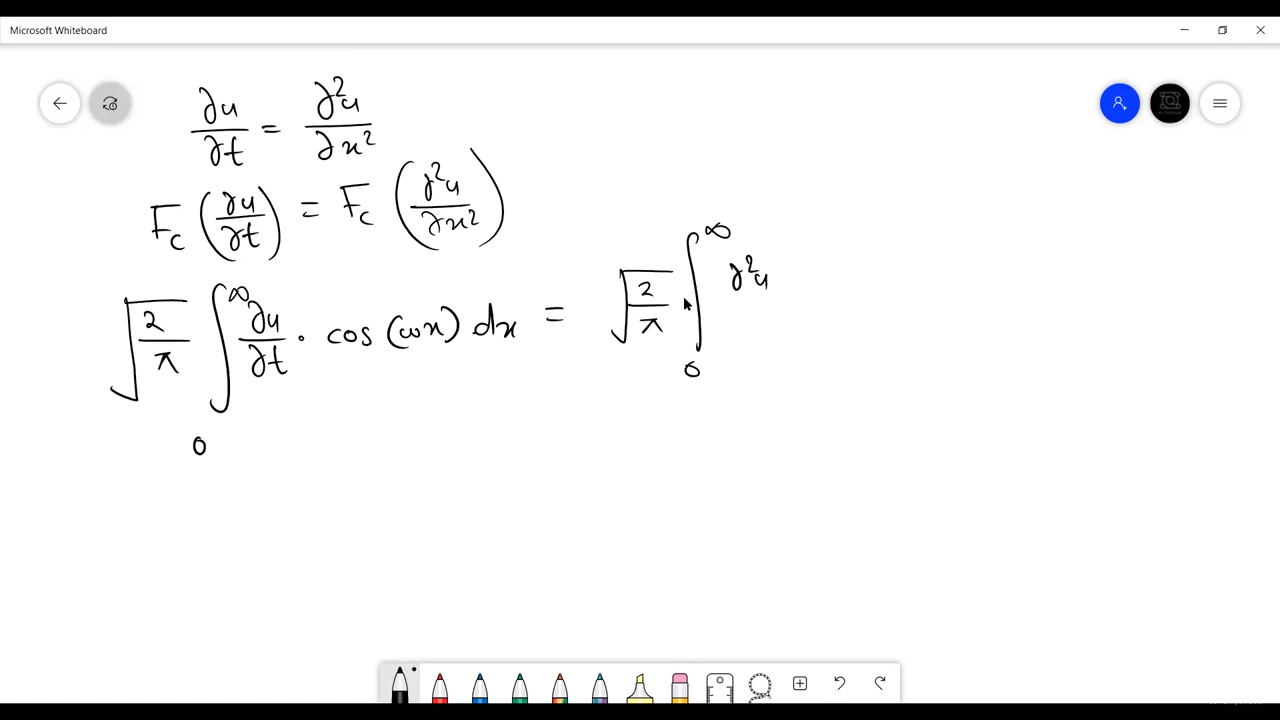 Microsoft Whiteboard
∂u/∂t = ∂²u/∂x²
F_c (∂u/∂t) = F_c (∂²u/∂x²)
√(2/π) ∫₀^∞ ∂u/∂t · cos(ωx) dx = √(2/π) ∫₀^∞ ∂²u